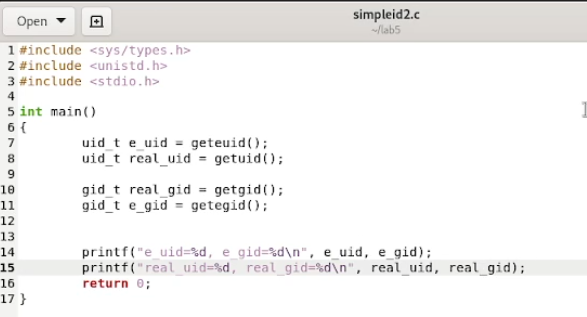 Open
simpleid2.c
~/lab5
1 #include <sys/types.h>
2 #include <unistd.h>
3 #include <stdio.h>
4
5 int main()
6 {
7         uid_t e_uid = geteuid();
8         uid_t real_uid = getuid();
9
10         gid_t real_gid = getgid();
11         gid_t e_gid = getegid();
12
13
14         printf("e_uid=%d, e_gid=%d\n", e_uid, e_gid);
15         printf("real_uid=%d, real_gid=%d\n", real_uid, real_gid);
16         return 0;
17 }